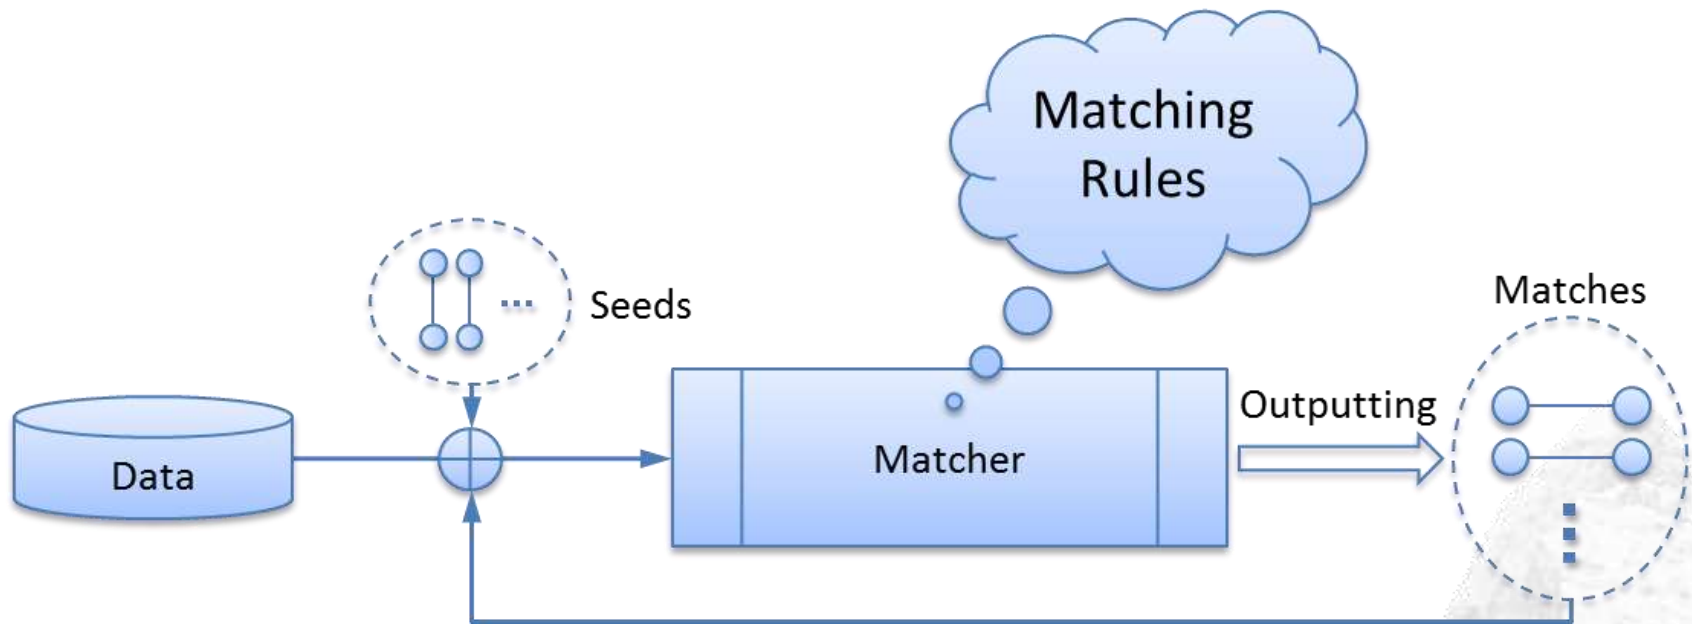 Matching
Rules
Seeds
Matches
Data
Matcher
Outputting